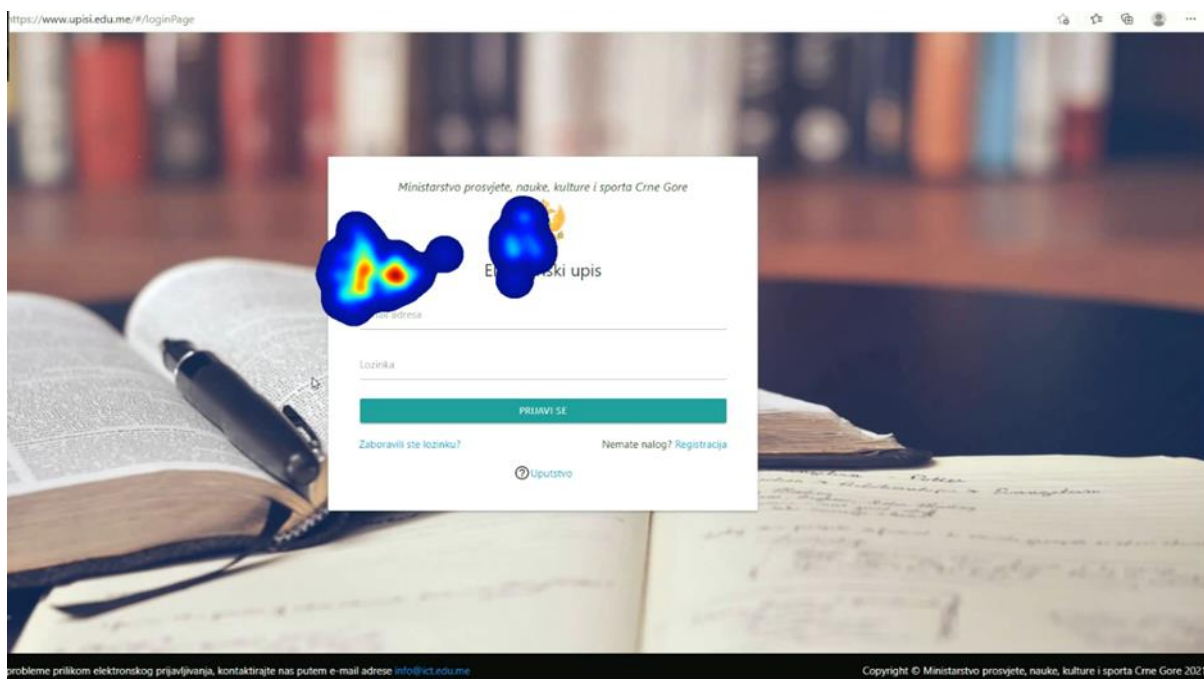 https://www.upisi.edu.me/#/loginPage
Ministarstvo prosvjete, nauke, kulture i sporta Crne Gore
upis
adresa
Lozinka
PRIJAVI SE
Zaboravili ste lozinku?
Nemate nalog? Registracija
Uputstvo
probleme prilikom elektronskog prijavljivanja, kontaktirajte nas putem e-mail adrese info@ict.edu.me
Copyright © Ministarstvo prosvjete, nauke, kulture i sporta Crne Gore 2021